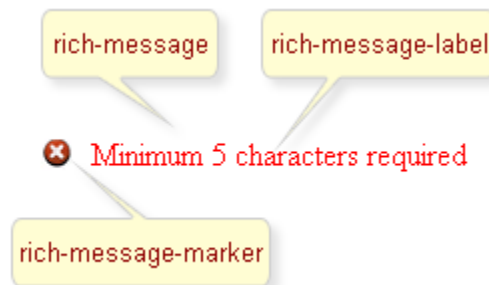 rich-message
rich-message-label
Minimum 5 characters required
rich-message-marker